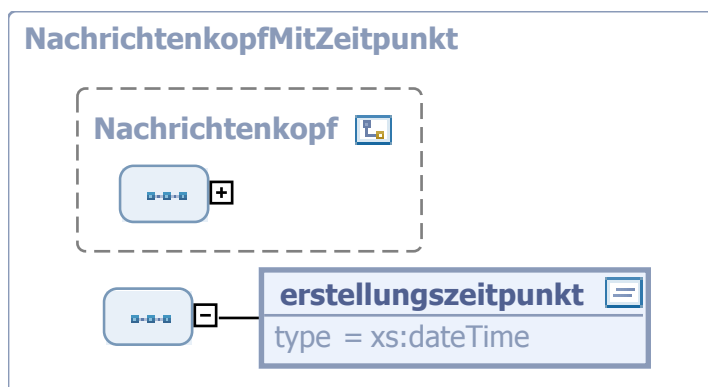 NachrichtenkopfMitZeitpunkt
Nachrichtenkopf
erstellungszeitpunkt
type = xs:dateTime